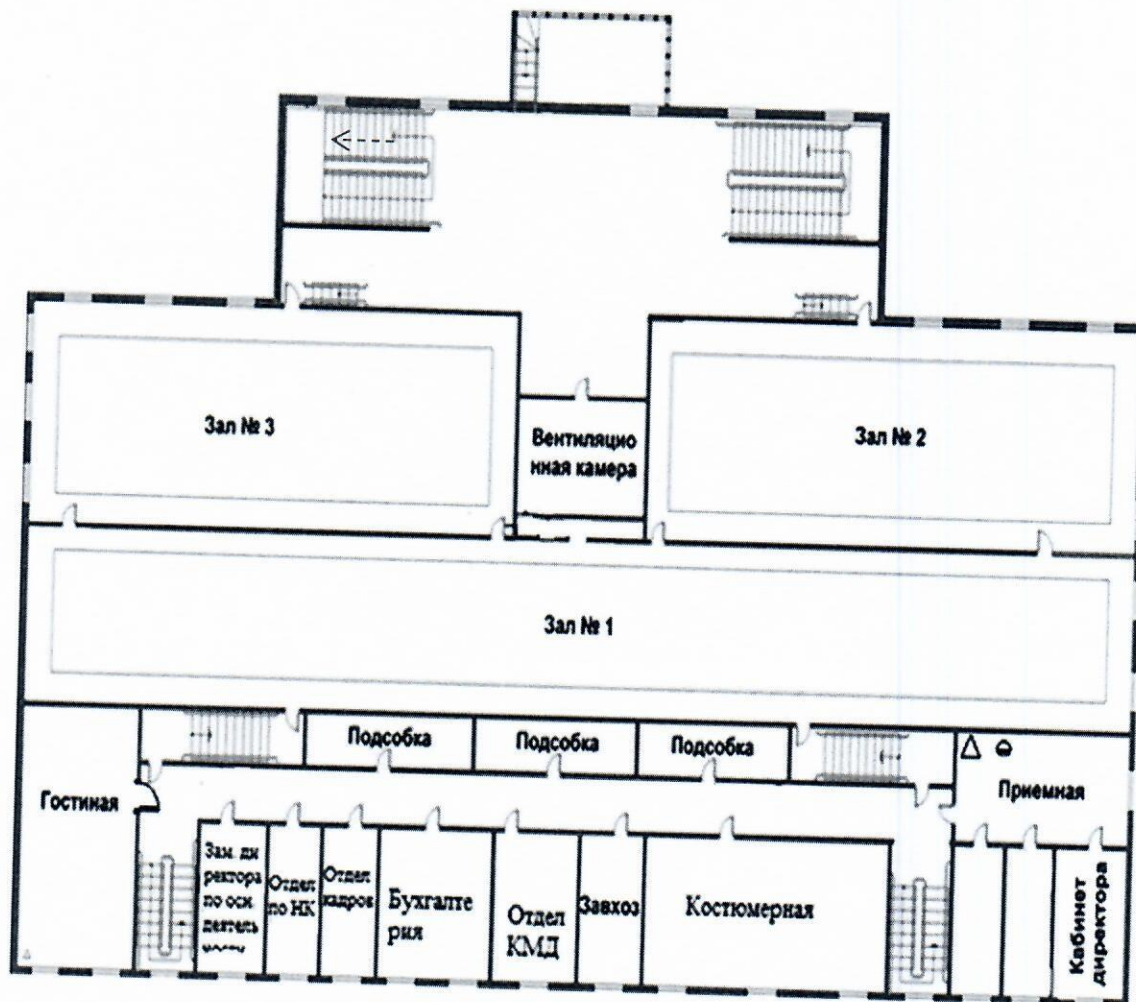 Зал № 3
Вентиляцио
нная камера
Зал № 2
Зал № 1
Подсобка
Подсобка
Подсобка
Гостиная
Приемная
Зам. ди
ректора
по осн.
деятель
Отдел
по НК
Отдел
кадров
Бухгалте
рия
Отдел
КМД
Завхоз
Костюмерная
Кабинет
директора